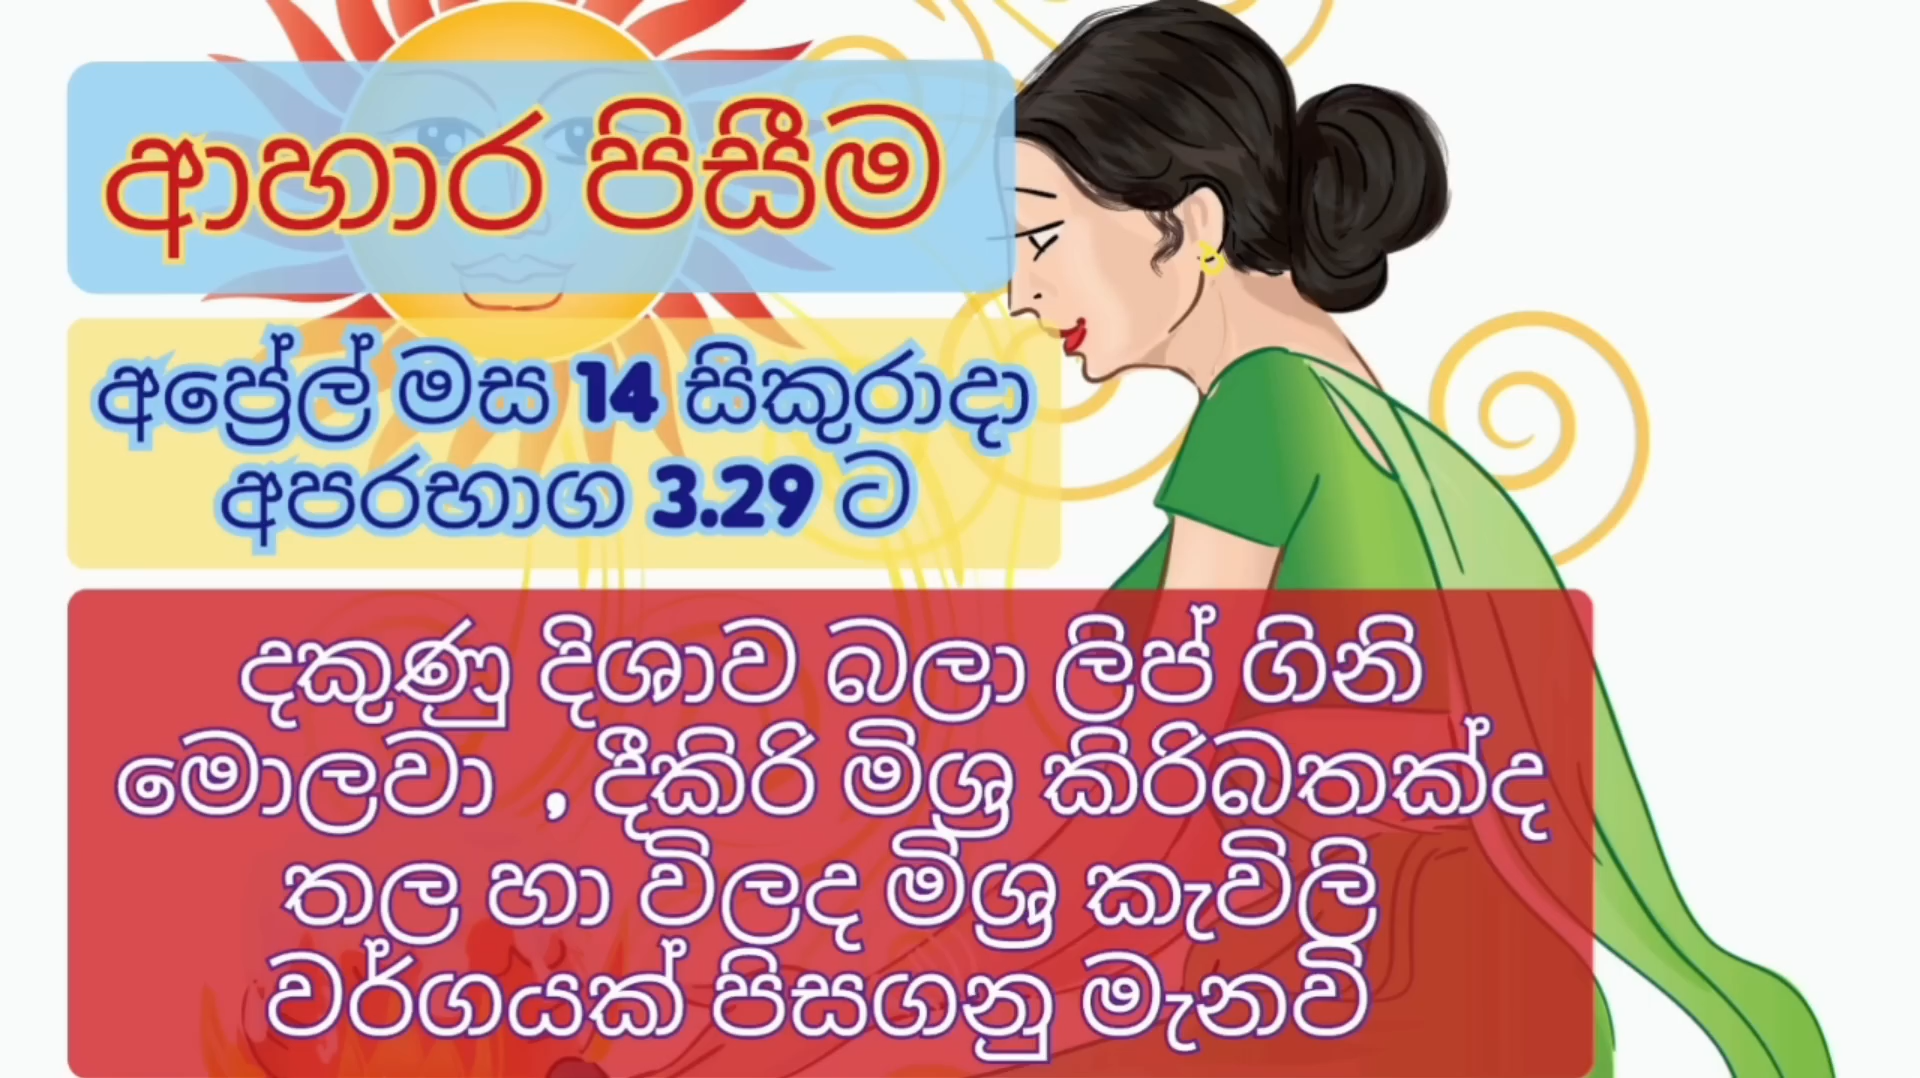 ආහාර පිසීම
අප්‍රේල් මස 14 සිකුරාදා
අපරභාග 3.29 ට
දකුණු දිශාව බලා ලිප් ගිනි
මොලවා , දීකිරි මිශ්‍ර කිරිබතක්ද
තල හා විලද මිශ්‍ර කැවිලි
වර්ගයක් පිසගනු මැනවි